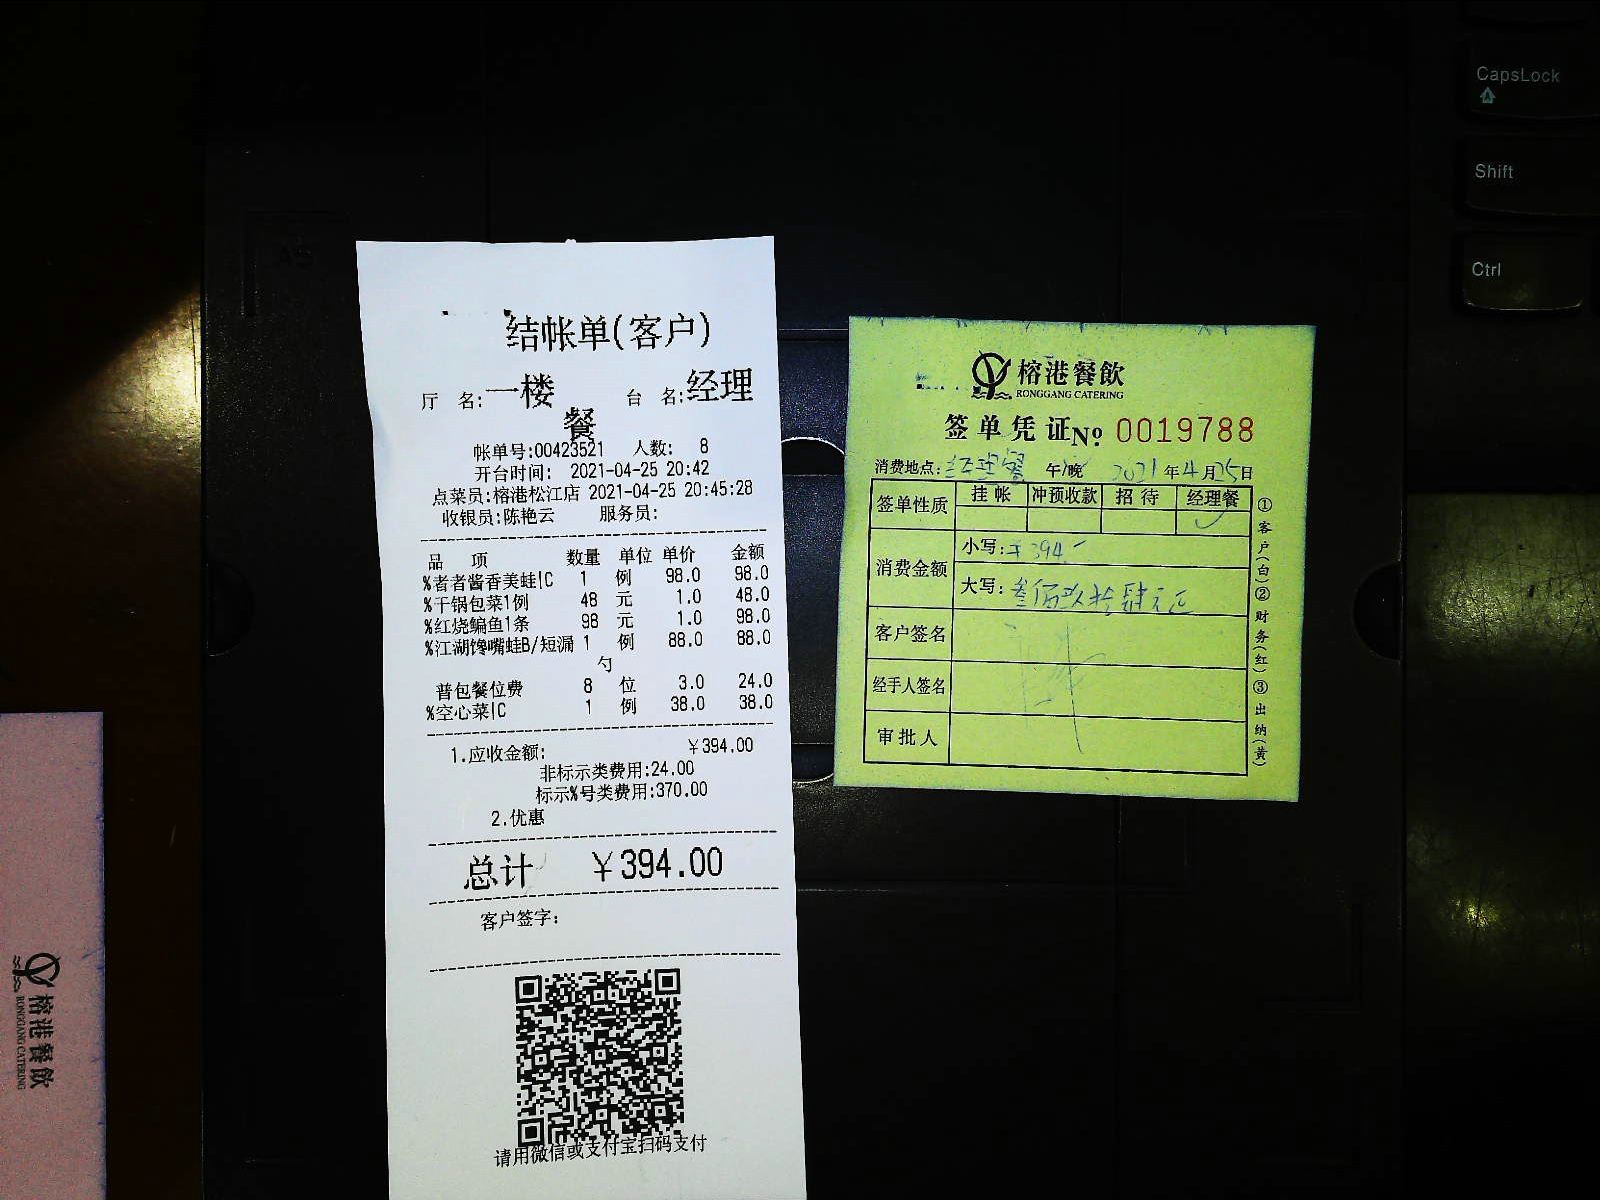 结帐单(客户)
厅 名:一楼 台 名:经理
餐
帐单号:00423521 人数: 8
开台时间: 2021-04-25 20:42
点菜员:榕港松江店 2021-04-25 20:45:28
收银员:陈艳云 服务员:
品 项 数量 单位 单价 金额
%者者酱香美蛙|C 1 例 98.0 98.0
%干锅包菜1例 48 元 1.0 48.0
%红烧鳊鱼1条 98 元 1.0 98.0
%江湖馋嘴蛙B/短漏 1 例 88.0 88.0
勺
普包餐位费 8 位 3.0 24.0
%空心菜|C 1 例 38.0 38.0
1.应收金额: ¥394.00
非标示类费用:24.00
标示%号类费用:370.00
2.优惠
总计 ¥394.00
客户签字:
请用微信或支付宝扫码支付
榕港餐飲
RONGGANG CATERING
签单凭证 № 0019788
消费地点:经理餐 午/晚 2021年4月25日
签单性质 挂帐 冲预收款 招待 经理餐
消费金额 小写:¥394
大写:叁佰玖拾肆元正
客户签名
经手人签名
审批人
①客户(白)②财务(红)③出纳(黄)
榕港餐飲
RONGGANG CATERING
CapsLock
Shift
Ctrl